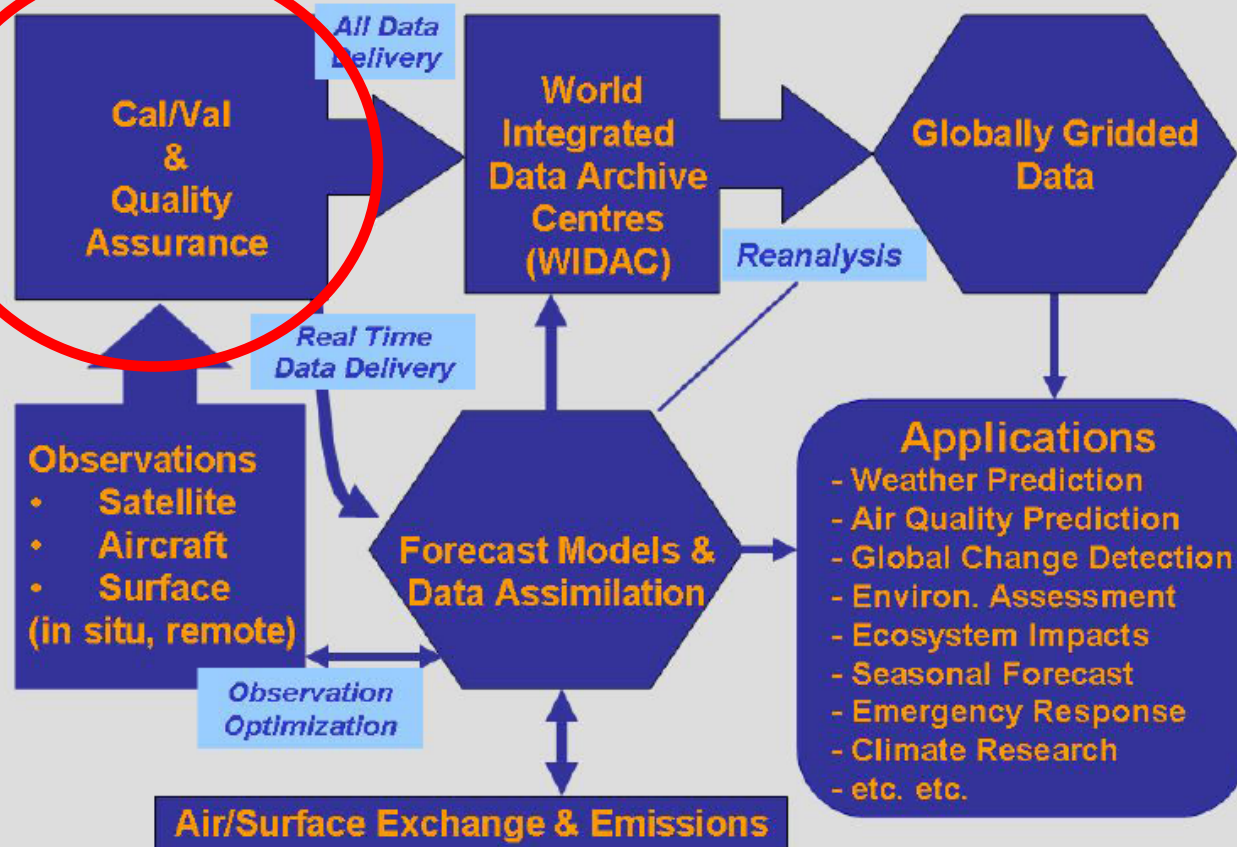 All Data
Delivery
Cal/Val
&
Quality
Assurance
World
Integrated
Data Archive
Centres
(WIDAC)
Globally Gridded
Data
Reanalysis
Real Time
Data Delivery
Observations
• Satellite
• Aircraft
• Surface
(in situ, remote)
Forecast Models &
Data Assimilation
Applications
- Weather Prediction
- Air Quality Prediction
- Global Change Detection
- Environ. Assessment
- Ecosystem Impacts
- Seasonal Forecast
- Emergency Response
- Climate Research
- etc. etc.
Observation
Optimization
Air/Surface Exchange & Emissions